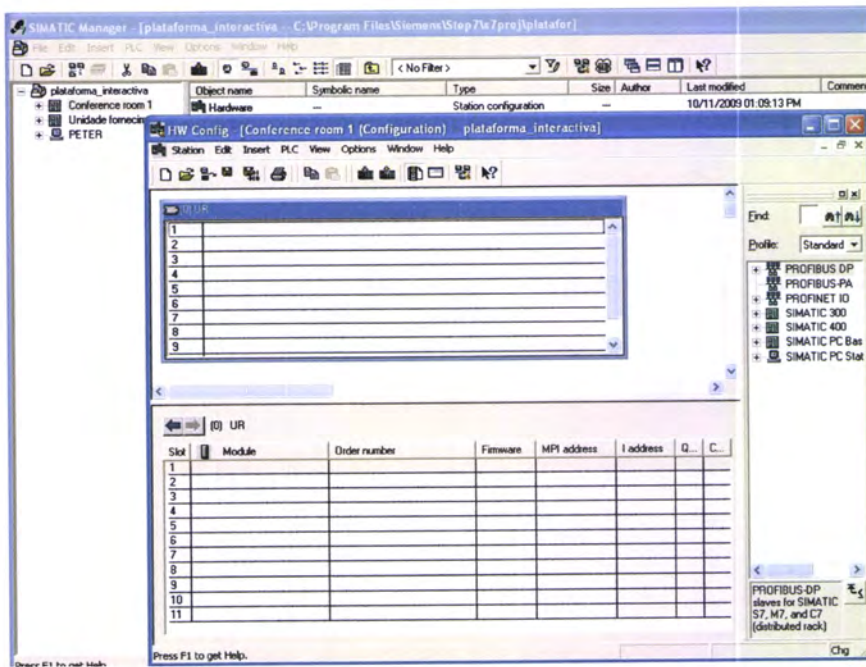 SIMATIC Manager - [plataforma_interactiva -- C:\Program Files\Siemens\Step7\s7proj\platafor]
File Edit Insert PLC View Options Window Help
< No Filter >
plataforma_interactiva
Conference room 1
Unidade fornecin
PETER
Object name Symbolic name Type Size Author Last modified Commen
Hardware --- Station configuration --- 10/11/2009 01:09:13 PM
HW Config - [Conference room 1 (Configuration) -- plataforma_interactiva]
Station Edit Insert PLC View Options Window Help
(0) UR
1
2
3
4
5
6
7
8
9
Find:
Profile: Standard
PROFIBUS DP
PROFIBUS-PA
PROFINET IO
SIMATIC 300
SIMATIC 400
SIMATIC PC Bas
SIMATIC PC Stat
(0) UR
Slot Module Order number Firmware MPI address I address Q... C...
1
2
3
4
5
6
7
8
9
10
11
PROFIBUS-DP
slaves for SIMATIC
S7, M7, and C7
(distributed rack)
Press F1 to get Help.
Chg
Press F1 to get Help.